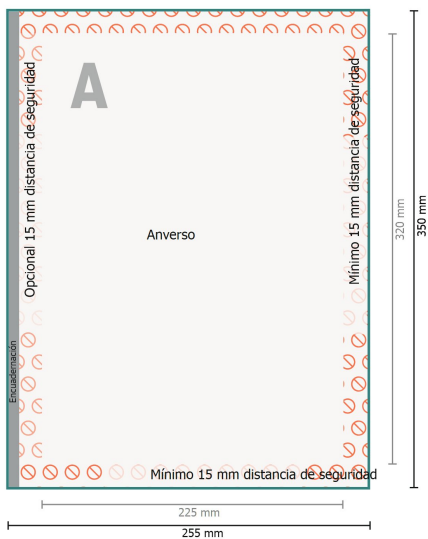 A
Opcional 15 mm distancia de seguridad
Mínimo 15 mm distancia de seguridad
Anverso
320 mm
350 mm
Encuadernación
Mínimo 15 mm distancia de seguridad
225 mm
255 mm